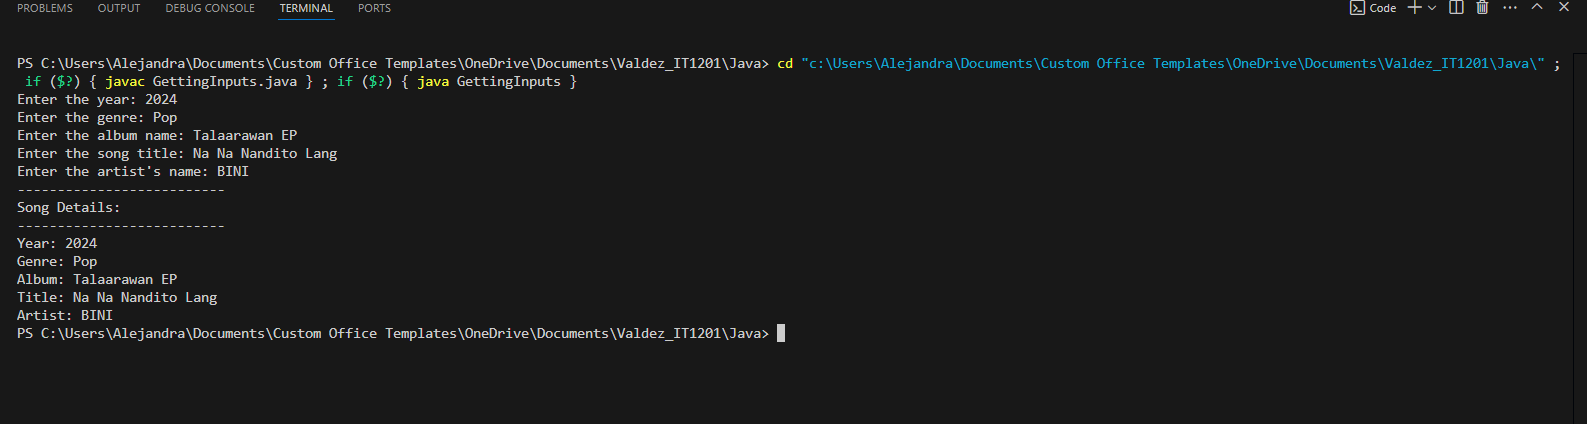 PROBLEMS OUTPUT DEBUG CONSOLE TERMINAL PORTS Code
PS C:\Users\Alejandra\Documents\Custom Office Templates\OneDrive\Documents\Valdez_IT1201\Java> cd "c:\Users\Alejandra\Documents\Custom Office Templates\OneDrive\Documents\Valdez_IT1201\Java\" ;
if ($?) { javac GettingInputs.java } ; if ($?) { java GettingInputs }
Enter the year: 2024
Enter the genre: Pop
Enter the album name: Talaarawan EP
Enter the song title: Na Na Nandito Lang
Enter the artist's name: BINI
--------------------------
Song Details:
--------------------------
Year: 2024
Genre: Pop
Album: Talaarawan EP
Title: Na Na Nandito Lang
Artist: BINI
PS C:\Users\Alejandra\Documents\Custom Office Templates\OneDrive\Documents\Valdez_IT1201\Java>